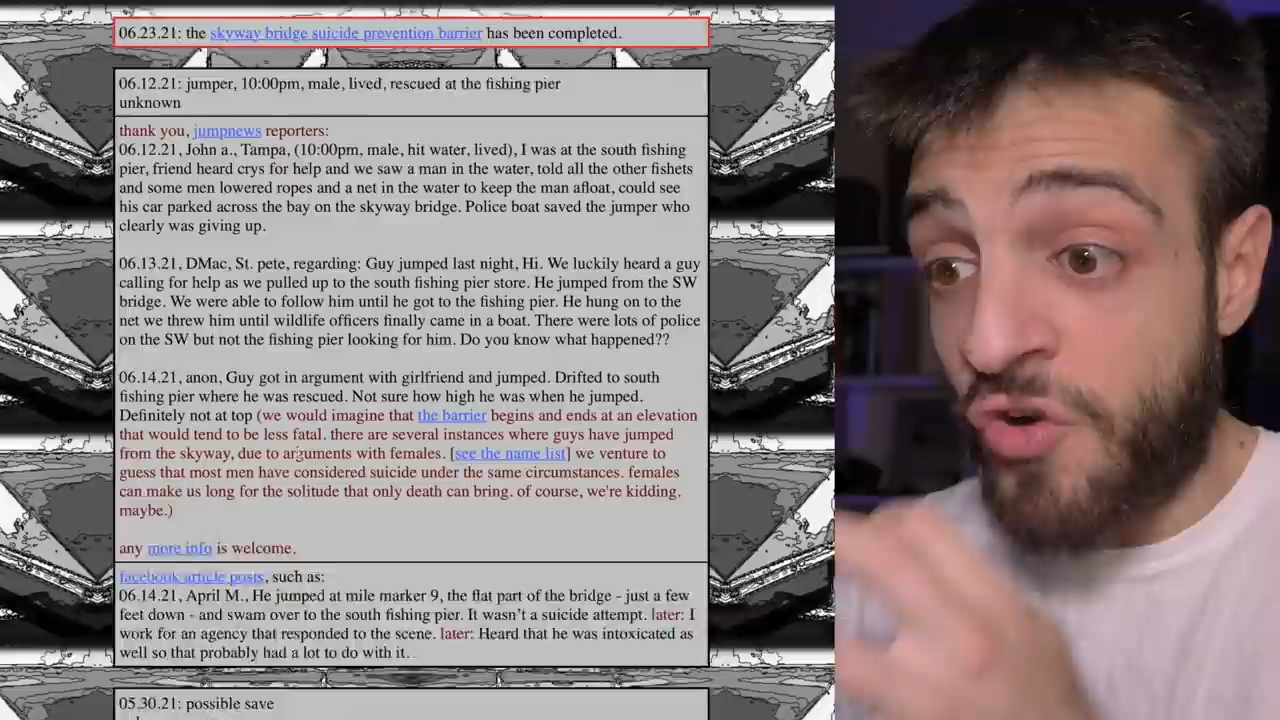 06.23.21: the skyway bridge suicide prevention barrier has been completed.
06.12.21: jumper, 10:00pm, male, lived, rescued at the fishing pier
unknown
thank you, jumpnews reporters:
06.12.21, John a., Tampa, (10:00pm, male, hit water, lived), I was at the south fishing
pier, friend heard crys for help and we saw a man in the water, told all the other fishets
and some men lowered ropes and a net in the water to keep the man afloat, could see
his car parked across the bay on the skyway bridge. Police boat saved the jumper who
clearly was giving up.
06.13.21, DMac, St. pete, regarding: Guy jumped last night, Hi. We luckily heard a guy
calling for help as we pulled up to the south fishing pier store. He jumped from the SW
bridge. We were able to follow him until he got to the fishing pier. He hung on to the
net we threw him until wildlife officers finally came in a boat. There were lots of police
on the SW but not the fishing pier looking for him. Do you know what happened??
06.14.21, anon, Guy got in argument with girlfriend and jumped. Drifted to south
fishing pier where he was rescued. Not sure how high he was when he jumped.
Definitely not at top (we would imagine that the barrier begins and ends at an elevation
that would tend to be less fatal. there are several instances where guys have jumped
from the skyway, due to arguments with females. [see the name list] we venture to
guess that most men have considered suicide under the same circumstances. females
can make us long for the solitude that only death can bring. of course, we're kidding.
maybe.)
any more info is welcome.
facebook article posts, such as:
06.14.21, April M., He jumped at mile marker 9, the flat part of the bridge - just a few
feet down - and swam over to the south fishing pier. It wasn't a suicide attempt. later: I
work for an agency that responded to the scene. later: Heard that he was intoxicated as
well so that probably had a lot to do with it.
05.30.21: possible save